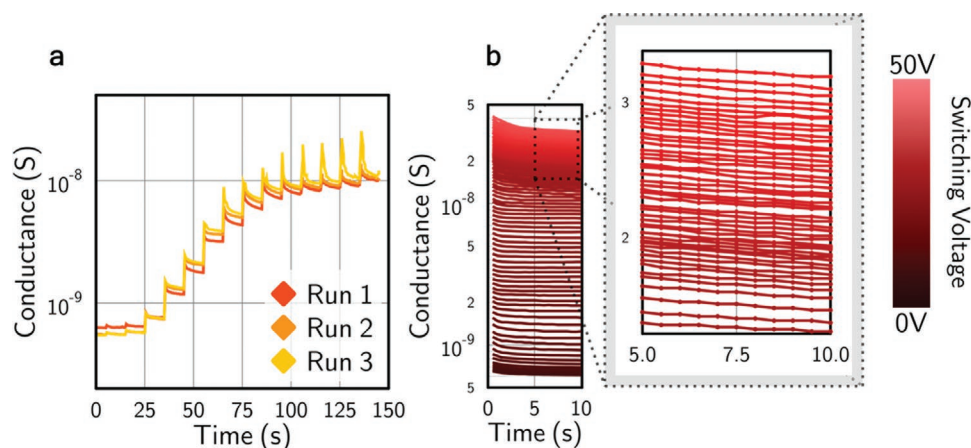 a
Conductance (S)
10⁻⁸
10⁻⁹
Run 1
Run 2
Run 3
0 25 50 75 100 125 150
Time (s)
b
Conductance (S)
5
2
10⁻⁸
5
2
10⁻⁹
5
0 5 10
Time (s)
3
2
5.0 7.5 10.0
50V
0V
Switching Voltage